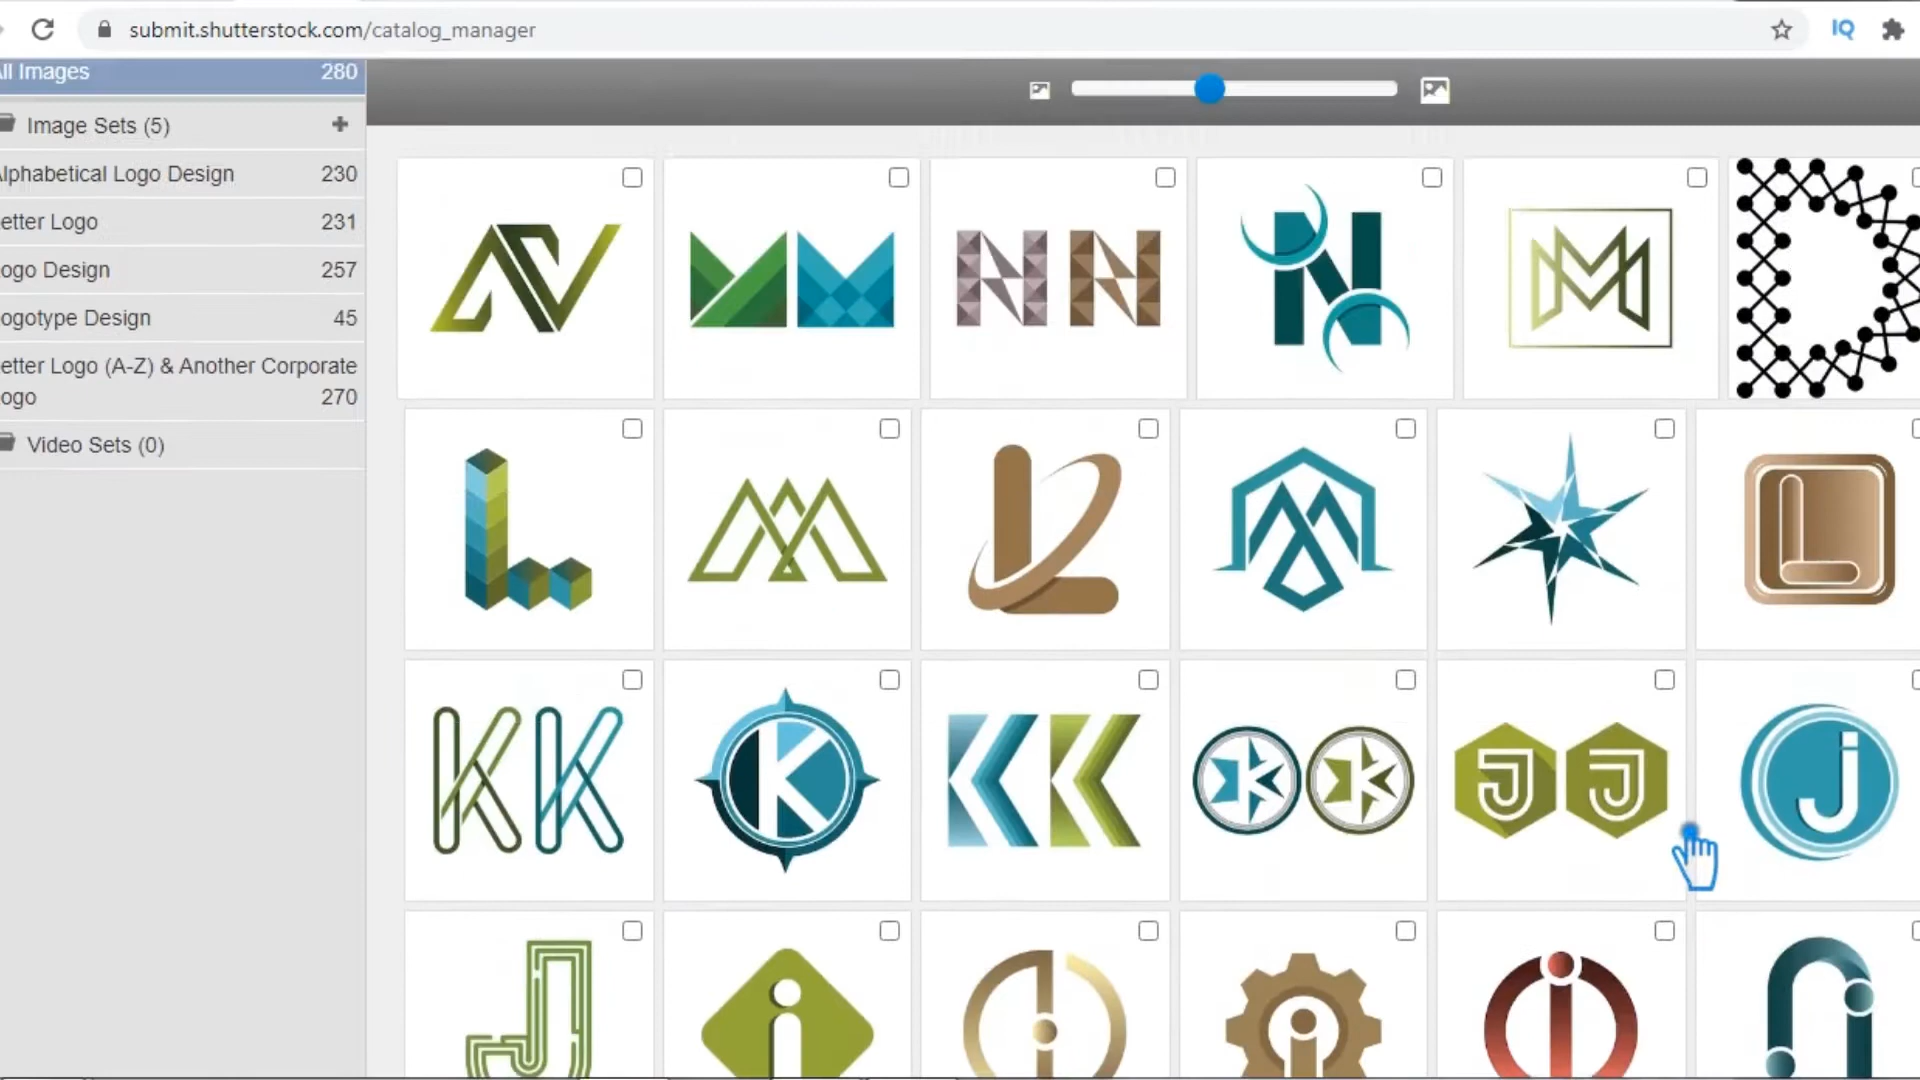 submit.shutterstock.com/catalog_manager
ll Images 280
Image Sets (5) +
lphabetical Logo Design 230
etter Logo 231
ogo Design 257
ogotype Design 45
etter Logo (A-Z) & Another Corporate
ogo 270
Video Sets (0)
IQ
AV
M M
N N
N
M
D
L
M
L
M
L
K K
K
K K
K K
J J
J
J
i
i
i